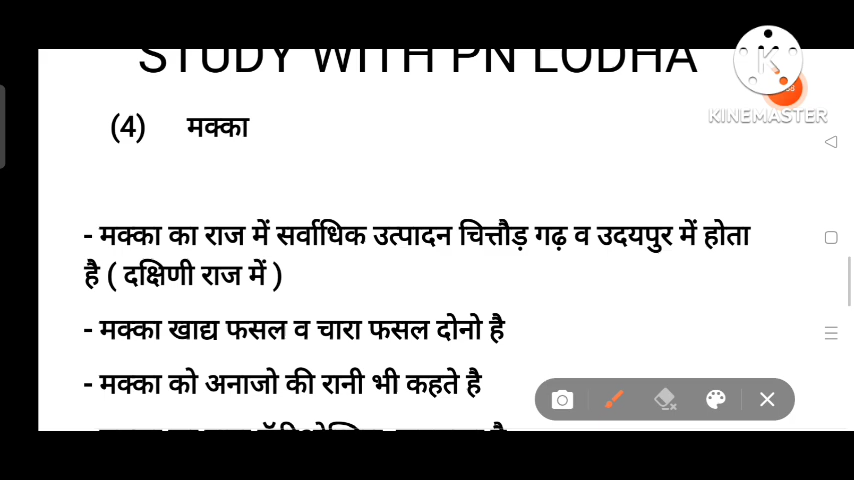 STUDY WITH PN LODHA
KINEMASTER
(4) मक्का
- मक्का का राज में सर्वाधिक उत्पादन चित्तौड़ गढ़ व उदयपुर में होता
है ( दक्षिणी राज में )
- मक्का खाद्य फसल व चारा फसल दोनो है
- मक्का को अनाजो की रानी भी कहते है